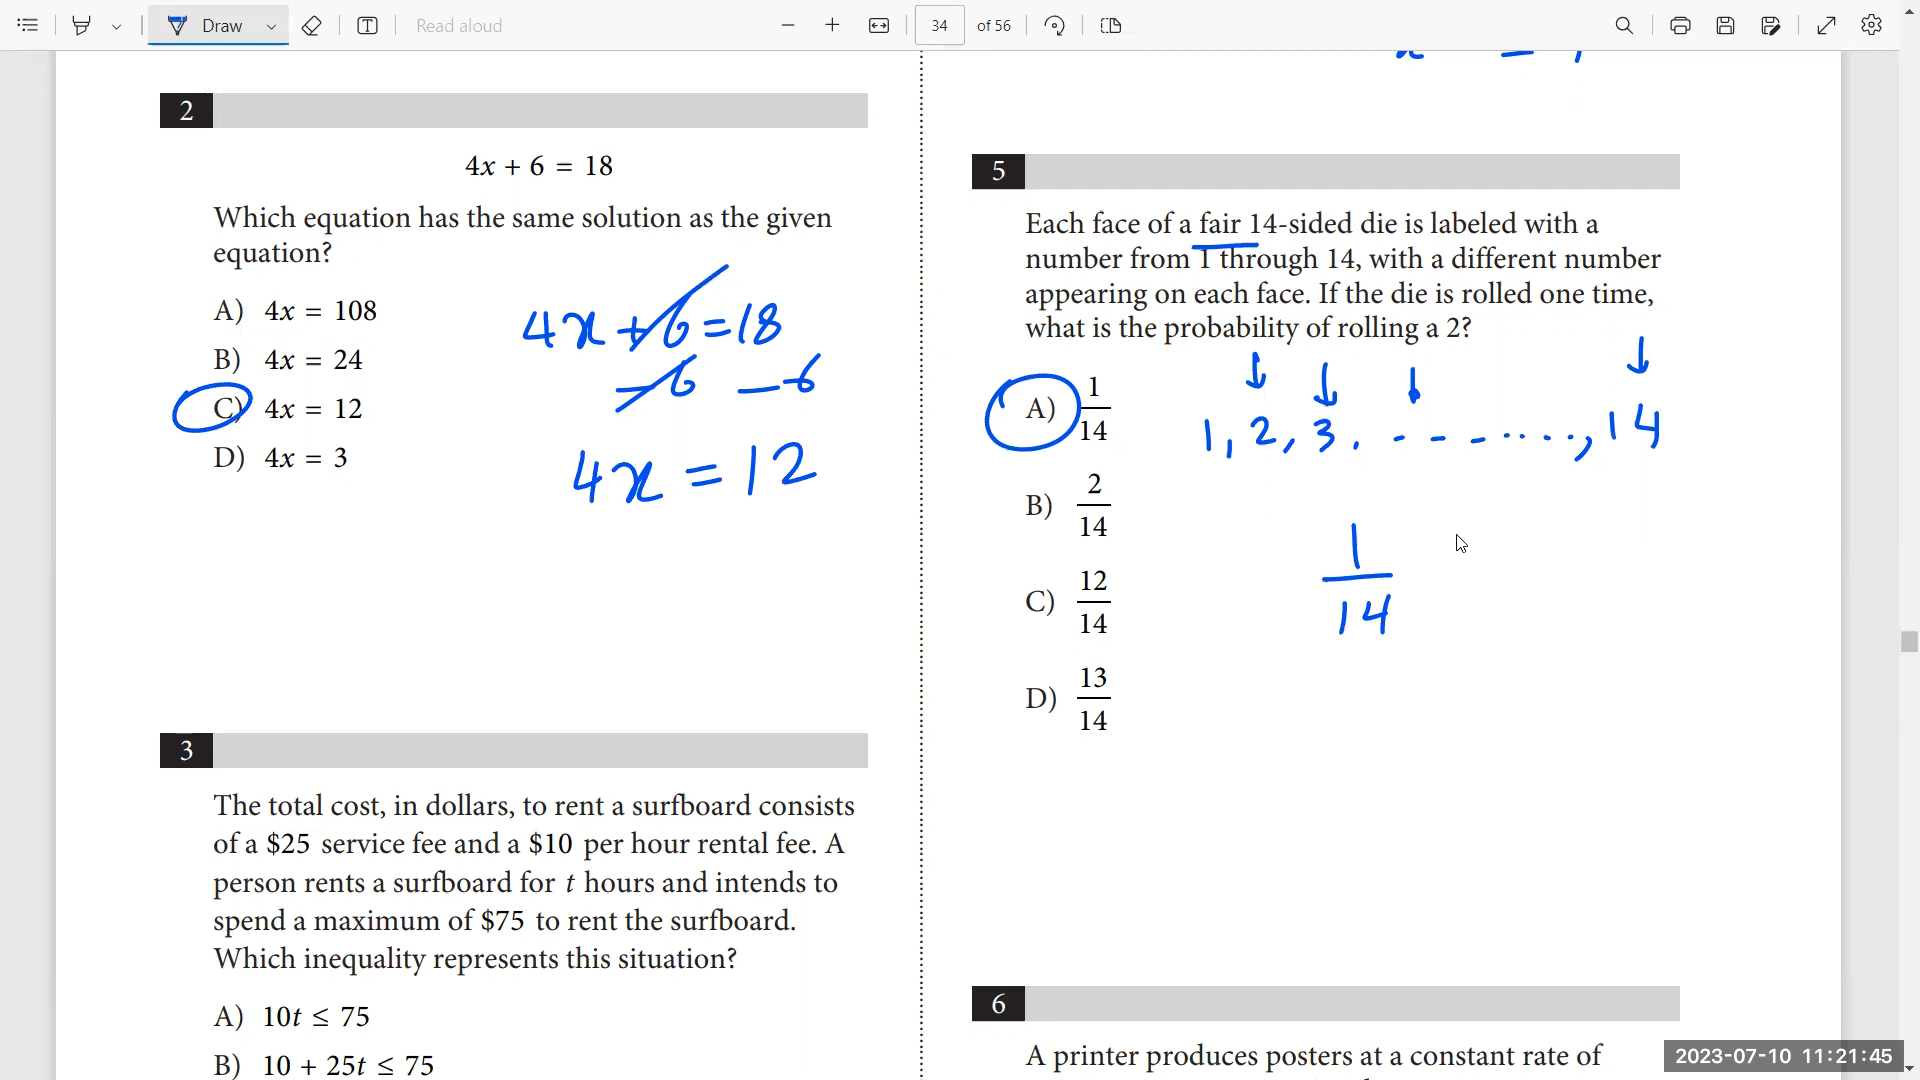 Draw
Read aloud
34 of 56
2
4x + 6 = 18
Which equation has the same solution as the given
equation?
A) 4x = 108
B) 4x = 24
C) 4x = 12
D) 4x = 3
4x + 6 = 18
- 6 - 6
4x = 12
3
The total cost, in dollars, to rent a surfboard consists
of a $25 service fee and a $10 per hour rental fee. A
person rents a surfboard for t hours and intends to
spend a maximum of $75 to rent the surfboard.
Which inequality represents this situation?
A) 10t ≤ 75
B) 10 + 25t ≤ 75
5
Each face of a fair 14-sided die is labeled with a
number from 1 through 14, with a different number
appearing on each face. If the die is rolled one time,
what is the probability of rolling a 2?
A) 1/14
B) 2/14
C) 12/14
D) 13/14
1, 2, 3, - - - ....., 14
1/14
6
A printer produces posters at a constant rate of
2023-07-10 11:21:45